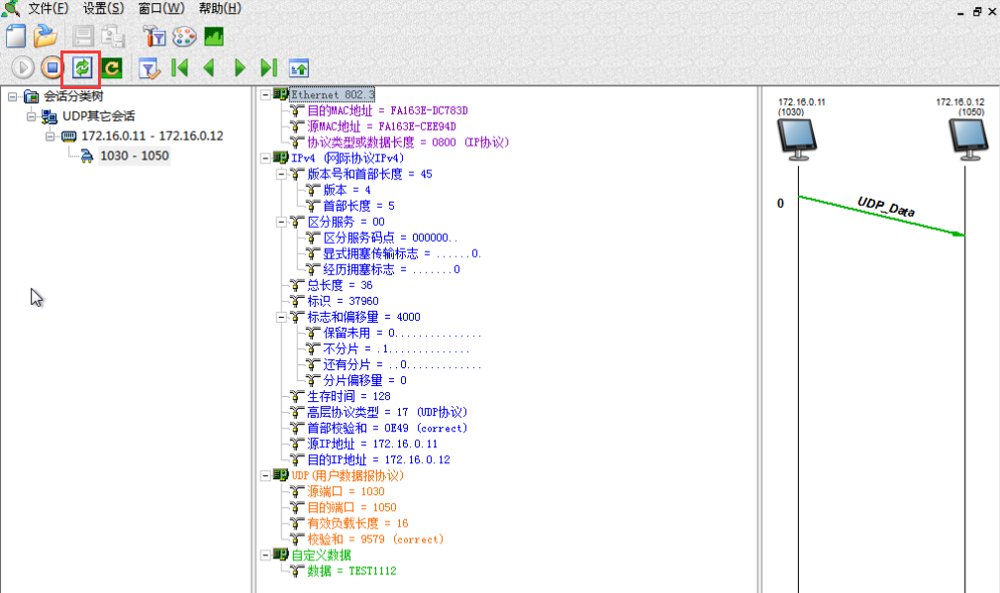 文件(F) 设置(S) 窗口(W) 帮助(H)
会话分类树
UDP其它会话
172.16.0.11 - 172.16.0.12
1030 - 1050
Ethernet 802.3
目的MAC地址 = FA163E-DC783D
源MAC地址 = FA163E-CEE94D
协议类型或数据长度 = 0800 (IP协议)
IPv4 (网际协议IPv4)
版本号和首部长度 = 45
版本 = 4
首部长度 = 5
区分服务 = 00
区分服务码点 = 000000..
显式拥塞传输标志 = ......0.
经历拥塞标志 = .......0
总长度 = 36
标识 = 37960
标志和偏移量 = 4000
保留未用 = 0...............
不分片 = .1..............
还有分片 = ..0.............
分片偏移量 = 0
生存时间 = 128
高层协议类型 = 17 (UDP协议)
首部校验和 = 0E49 (correct)
源IP地址 = 172.16.0.11
目的IP地址 = 172.16.0.12
UDP(用户数据报协议)
源端口 = 1030
目的端口 = 1050
有效负载长度 = 16
校验和 = 9579 (correct)
自定义数据
数据 = TEST1112
172.16.0.11
(1030)
172.16.0.12
(1050)
0
UDP_Data